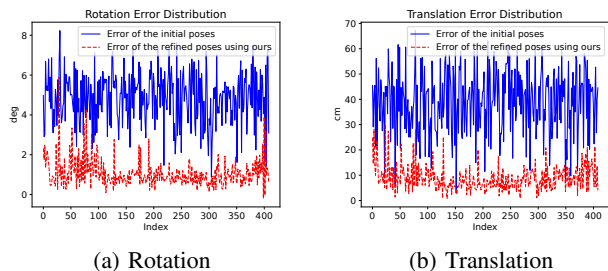 Rotation Error Distribution
Error of the initial poses
Error of the refined poses using ours
8
6
4
2
0
deg
0 50 100 150 200 250 300 350 400
Index
(a) Rotation
Translation Error Distribution
Error of the initial poses
Error of the refined poses using ours
70
60
50
40
30
20
10
0
cm
0 50 100 150 200 250 300 350 400
Index
(b) Translation